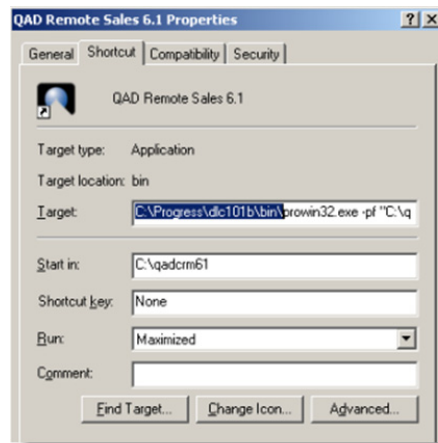 QAD Remote Sales 6.1 Properties
General Shortcut Compatibility Security
QAD Remote Sales 6.1
Target type: Application
Target location: bin
Target: C:\Progress\dlc101b\bin\prowin32.exe -pf "C:\q
Start in: C:\qadcrm61
Shortcut key: None
Run: Maximized
Comment:
Find Target... Change Icon... Advanced...